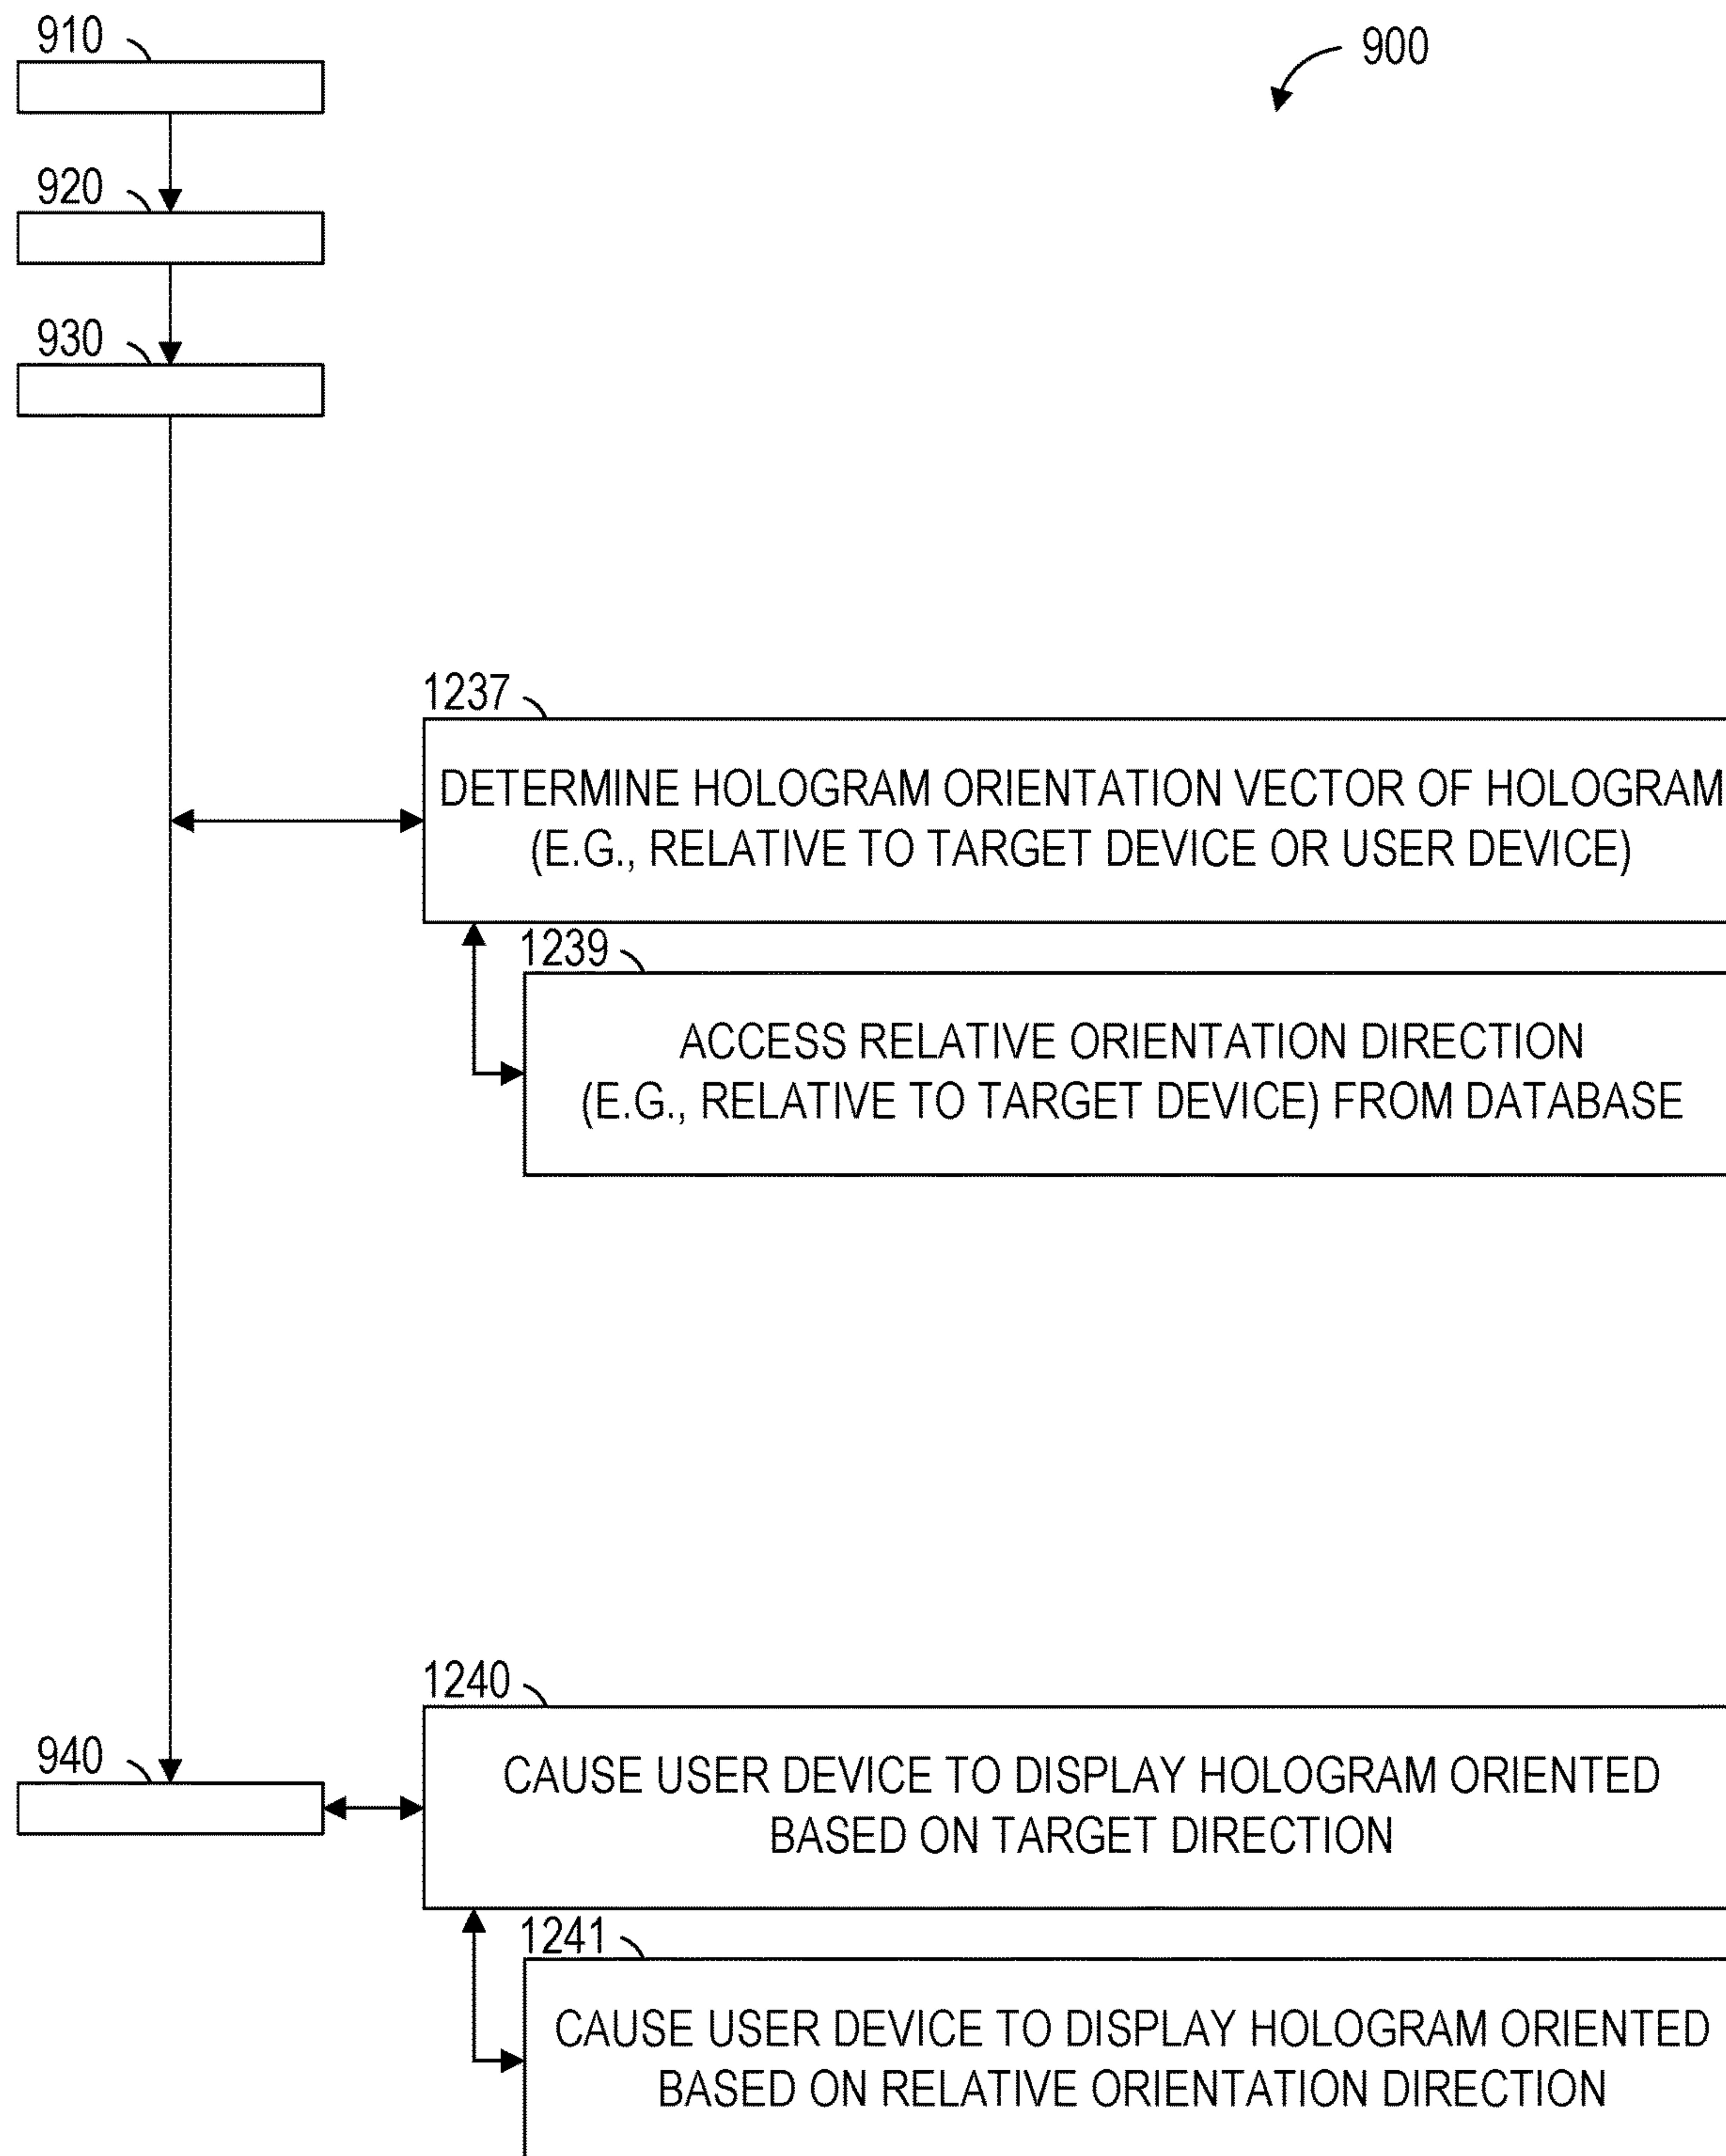 910
900
920
930
1237
DETERMINE HOLOGRAM ORIENTATION VECTOR OF HOLOGRAM
(E.G., RELATIVE TO TARGET DEVICE OR USER DEVICE)
1239
ACCESS RELATIVE ORIENTATION DIRECTION
(E.G., RELATIVE TO TARGET DEVICE) FROM DATABASE
1240
940
CAUSE USER DEVICE TO DISPLAY HOLOGRAM ORIENTED
BASED ON TARGET DIRECTION
1241
CAUSE USER DEVICE TO DISPLAY HOLOGRAM ORIENTED
BASED ON RELATIVE ORIENTATION DIRECTION